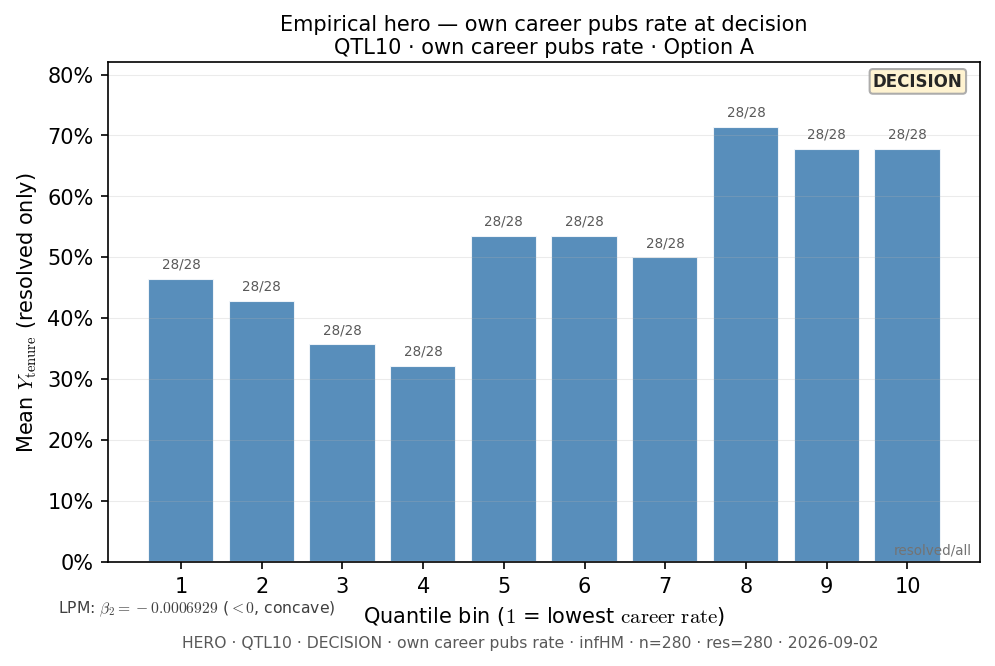 Empirical hero — own career pubs rate at decision
QTL10 · own career pubs rate · Option A
DECISION
Mean Y_tenure (resolved only)
80%
70%
60%
50%
40%
30%
20%
10%
0%
28/28
28/28
28/28
28/28
28/28
28/28
28/28
28/28
28/28
28/28
resolved/all
1 2 3 4 5 6 7 8 9 10
LPM: β₂ = −0.0006929 (<0, concave)
Quantile bin (1 = lowest career rate)
HERO · QTL10 · DECISION · own career pubs rate · infHM · n=280 · res=280 · 2026-09-02